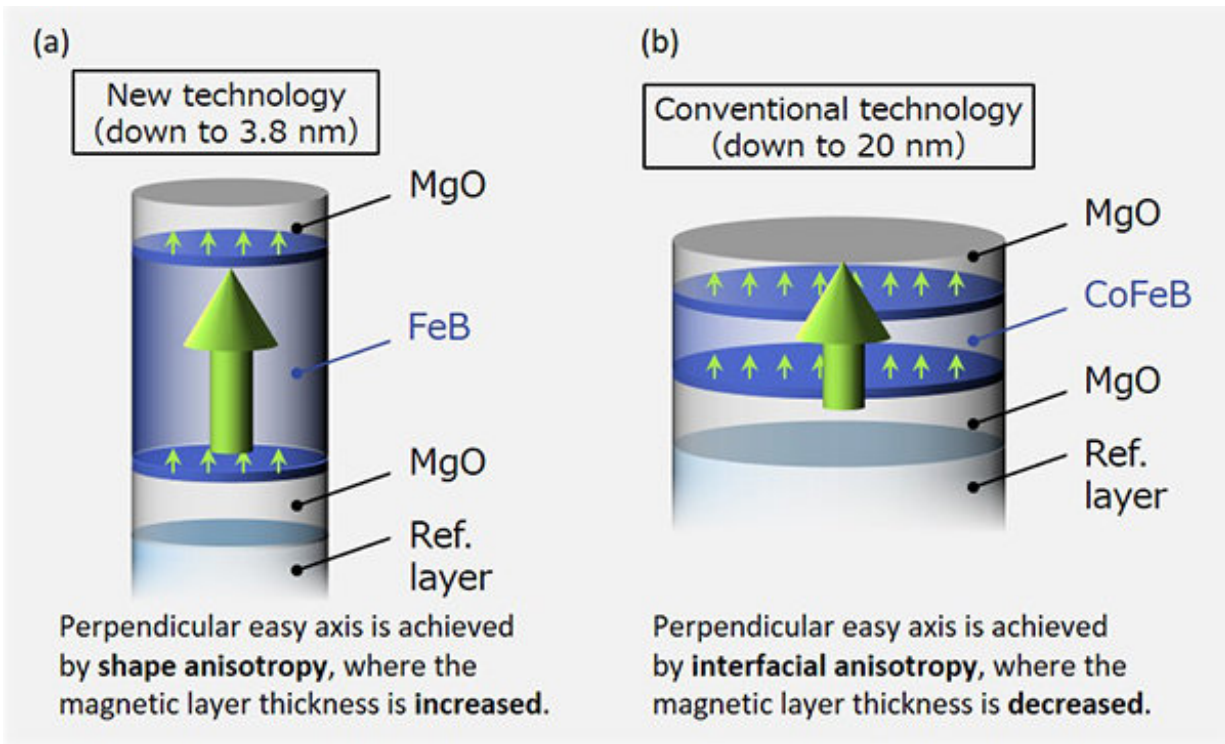 (a)
New technology
(down to 3.8 nm)
MgO
FeB
MgO
Ref.
layer
Perpendicular easy axis is achieved
by shape anisotropy, where the
magnetic layer thickness is increased.
(b)
Conventional technology
(down to 20 nm)
MgO
CoFeB
MgO
Ref.
layer
Perpendicular easy axis is achieved
by interfacial anisotropy, where the
magnetic layer thickness is decreased.